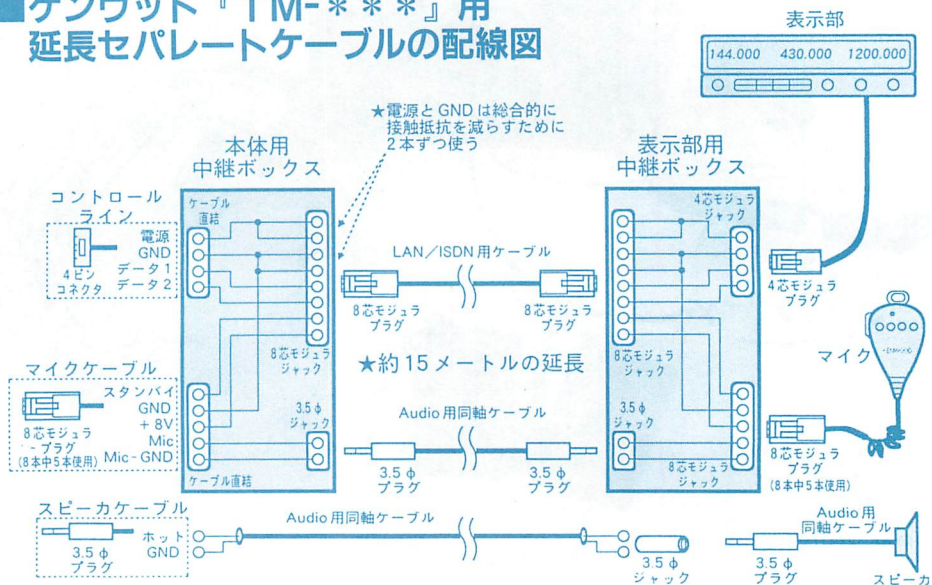 ケンウッド『TM-＊＊＊』用
延長セパレートケーブルの配線図
表示部
144.000 430.000 1200.000
★電源とGNDは総合的に
接触抵抗を減らすために
2本ずつ使う
本体用
中継ボックス
表示部用
中継ボックス
コントロール
ライン
電源
GND
データ1
データ2
4ピン
コネクタ
ケーブル
直結
8芯モジュラ
ジャック
LAN／ISDN用ケーブル
8芯モジュラ
プラグ
8芯モジュラ
プラグ
4芯モジュラ
ジャック
8芯モジュラ
ジャック
4芯モジュラ
プラグ
★約15メートルの延長
マイク
KENWOOD
マイクケーブル
スタンバイ
GND
+8V
Mic
Mic-GND
8芯モジュラ
-プラグ
(8本中5本使用)
3.5φ
ジャック
ケーブル直結
Audio用同軸ケーブル
3.5φ
プラグ
3.5φ
プラグ
3.5φ
ジャック
8芯モジュラ
ジャック
8芯モジュラ
プラグ
(8本中5本使用)
スピーカケーブル
3.5φ
プラグ
ホット
GND
Audio用同軸ケーブル
3.5φ
ジャック
Audio用
同軸ケーブル
3.5φ
プラグ
スピーカ